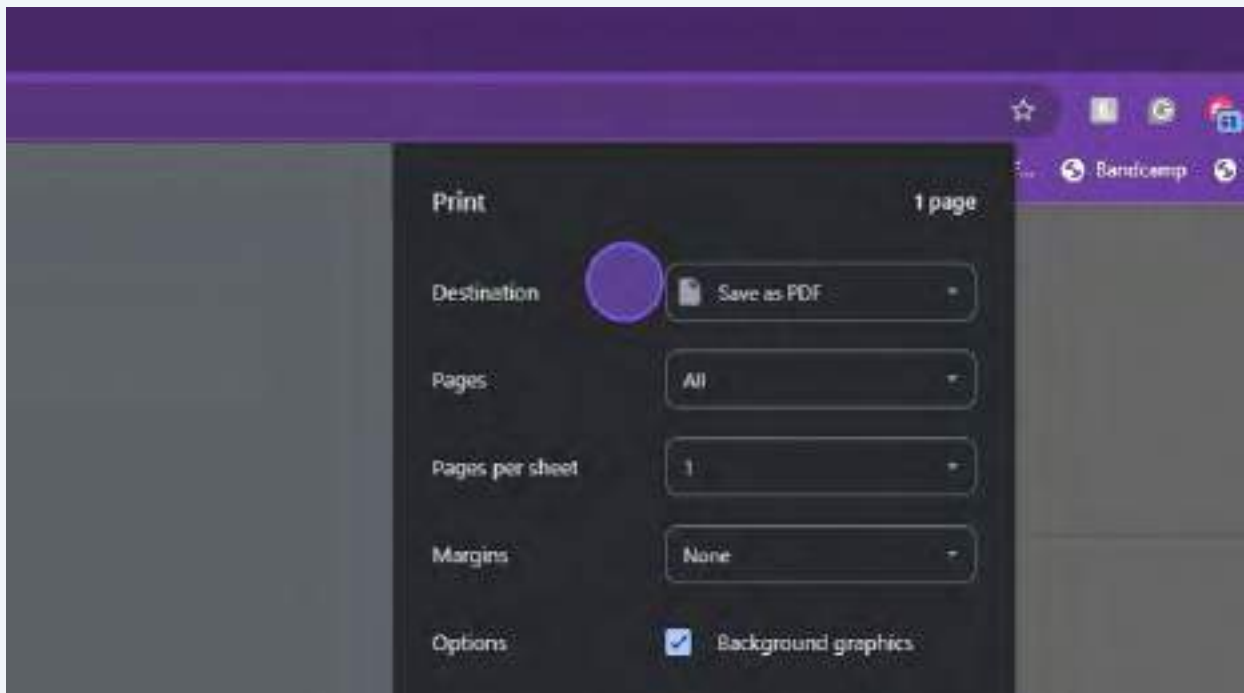 F...
Bandcamp
Print
1 page
Destination
Save as PDF
Pages
All
Pages per sheet
1
Margins
None
Options
Background graphics